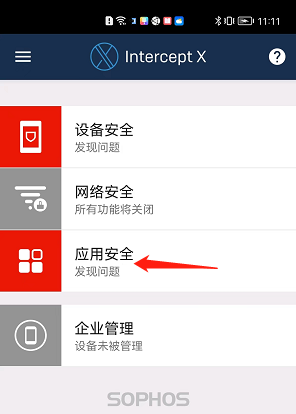 11:11
Intercept X
设备安全
发现问题
网络安全
所有功能将关闭
应用安全
发现问题
企业管理
设备未被管理
SOPHOS